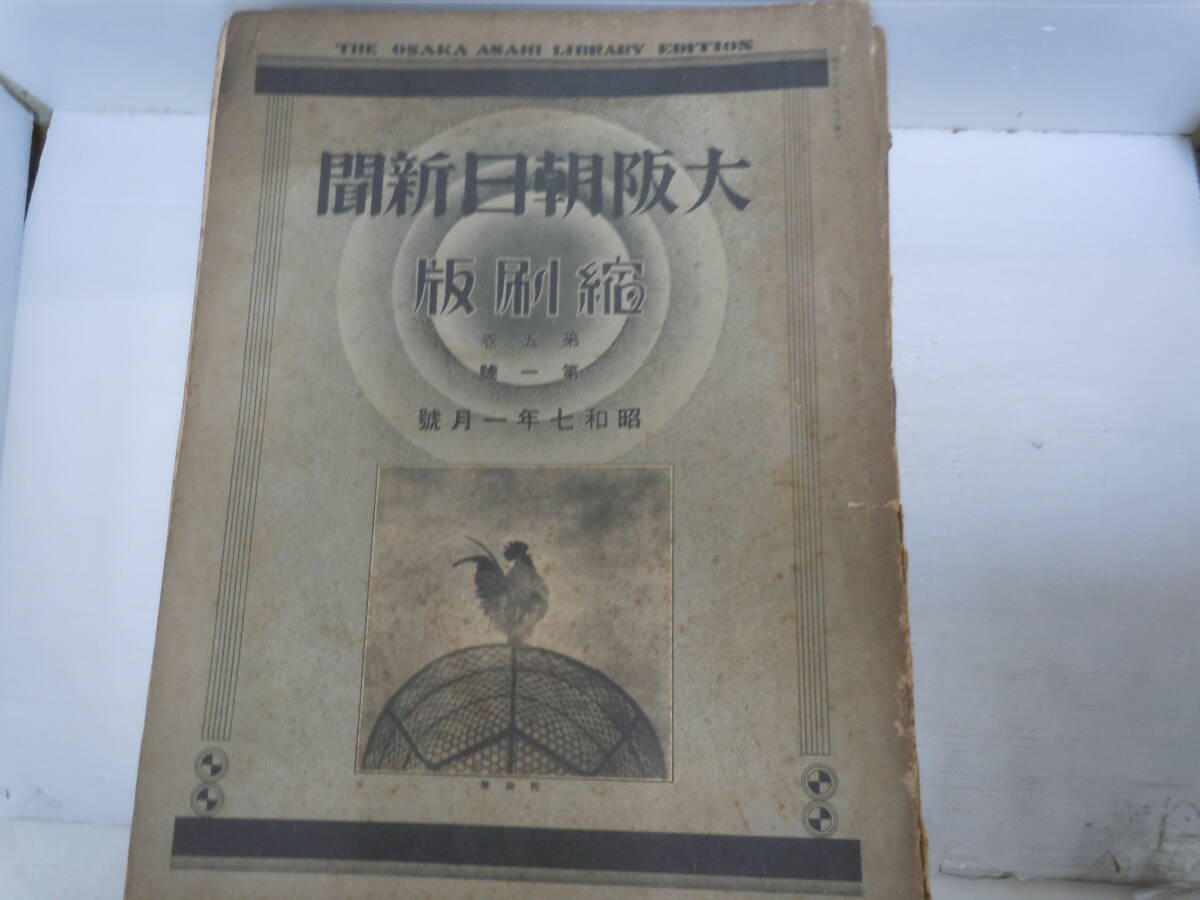 THE OSAKA ASAHI LIBRARY EDITION
大阪朝日新聞
縮刷版
第五卷
第一號
昭和七年一月號